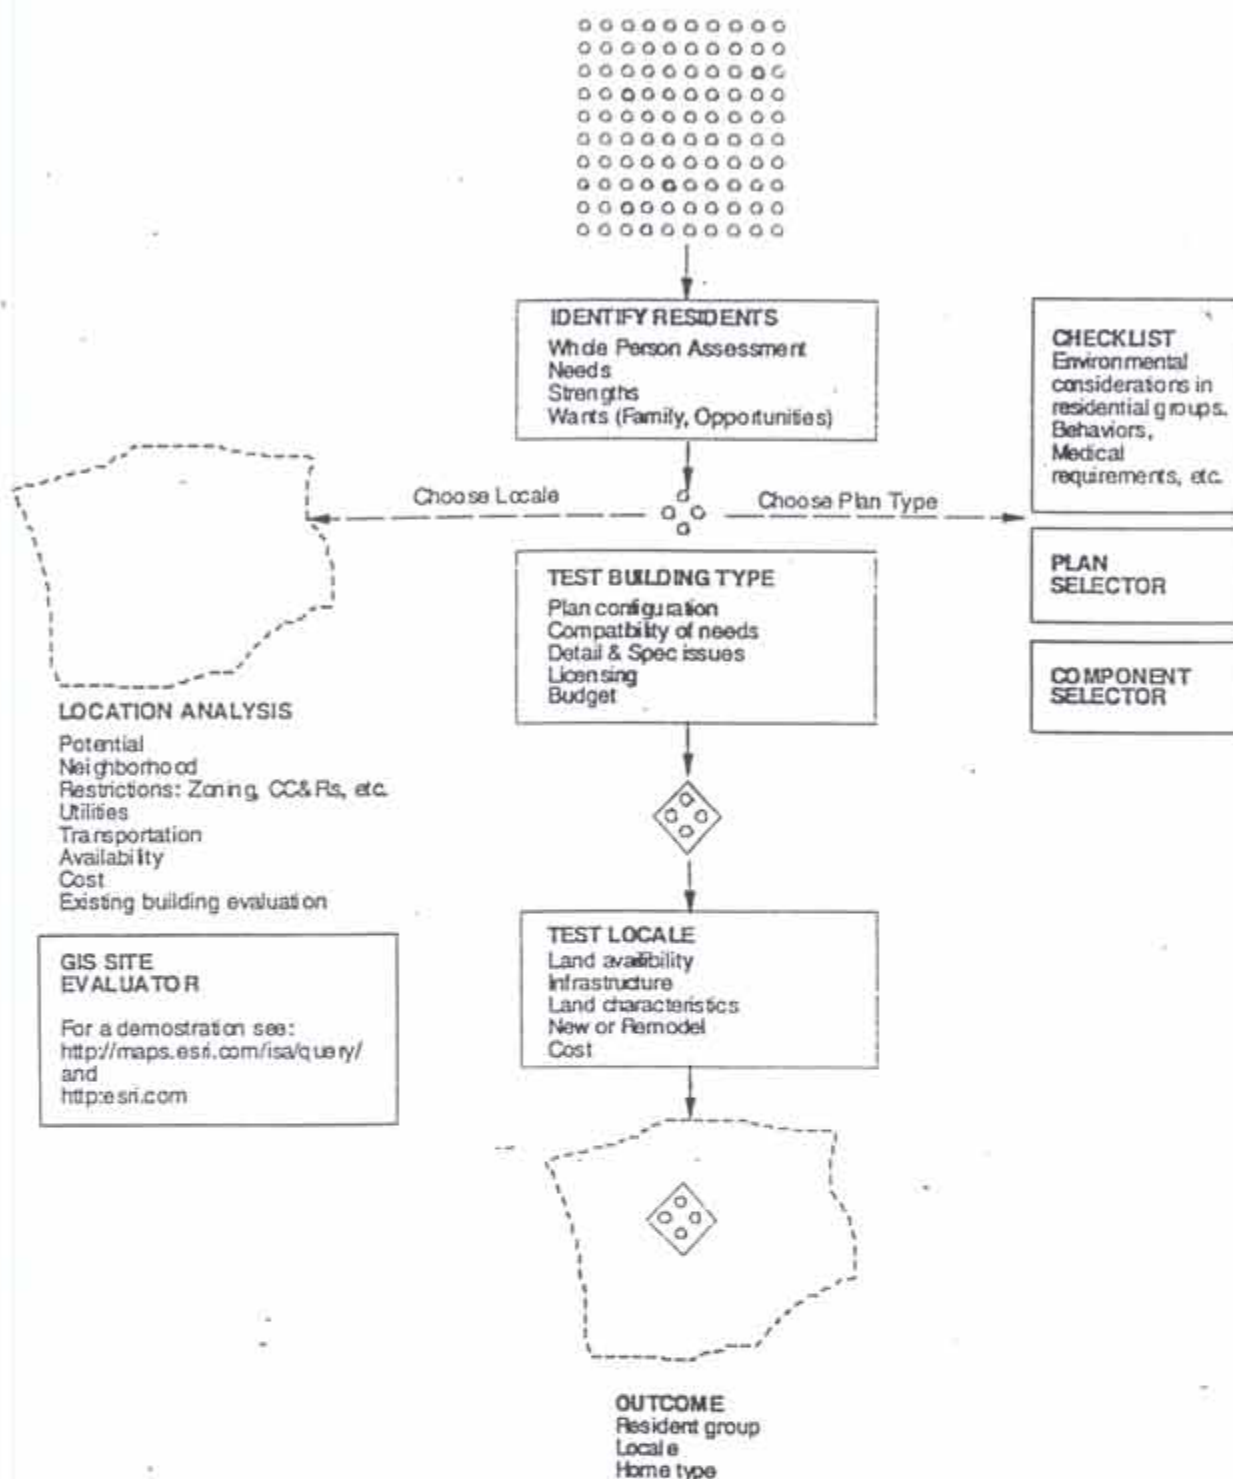 IDENTIFY RESIDENTS
Whole Person Assessment
Needs
Strengths
Wants (Family, Opportunities)
CHECKLIST
Environmental
considerations in
residential groups.
Behaviors,
Medical
requirements, etc.
Choose Locale
Choose Plan Type
TEST BUILDING TYPE
Plan configuration
Compatibility of needs
Detail & Spec issues
Licensing
Budget
PLAN
SELECTOR
COMPONENT
SELECTOR
LOCATION ANALYSIS
Potential
Neighborhood
Restrictions: Zoning, CC&Rs, etc.
Utilities
Transportation
Availability
Cost
Existing building evaluation
GIS SITE
EVALUATOR
For a demostration see:
http://maps.esri.com/isa/query/
and
http:esri.com
TEST LOCALE
Land availibility
Infrastructure
Land characteristics
New or Remodel
Cost
OUTCOME
Resident group
Locale
Home type